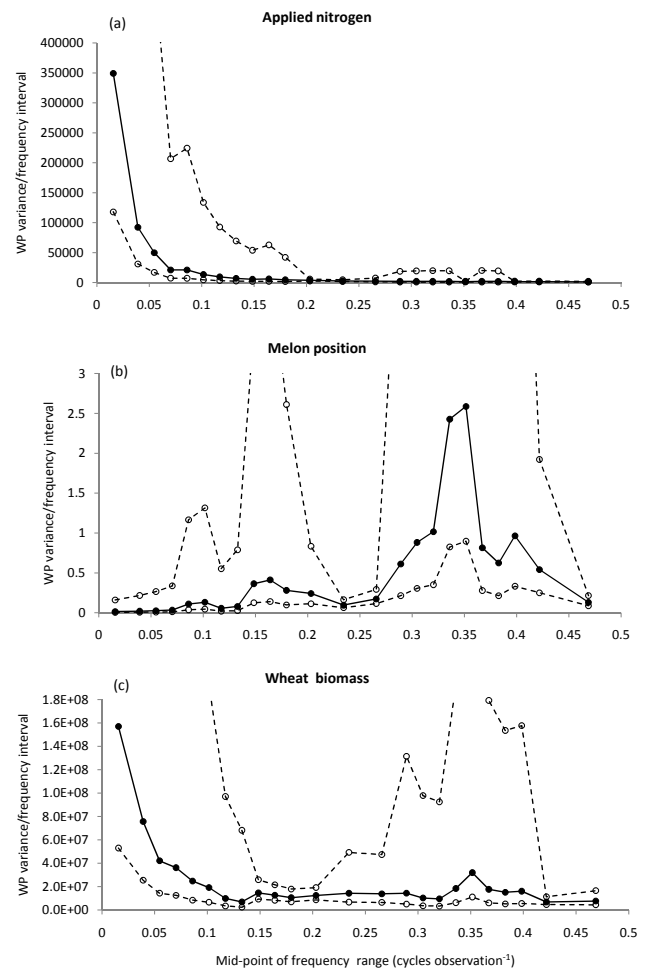 Applied nitrogen
(a)
WP variance/frequency interval
400000
350000
300000
250000
200000
150000
100000
50000
0
0 0.05 0.1 0.15 0.2 0.25 0.3 0.35 0.4 0.45 0.5
Melon position
(b)
WP variance/frequency interval
3
2.5
2
1.5
1
0.5
0
0 0.05 0.1 0.15 0.2 0.25 0.3 0.35 0.4 0.45 0.5
Wheat biomass
(c)
WP variance/frequency interval
1.8E+08
1.6E+08
1.4E+08
1.2E+08
1.0E+08
8.0E+07
6.0E+07
4.0E+07
2.0E+07
0.0E+00
0 0.05 0.1 0.15 0.2 0.25 0.3 0.35 0.4 0.45 0.5
Mid-point of frequency range (cycles observation⁻¹)